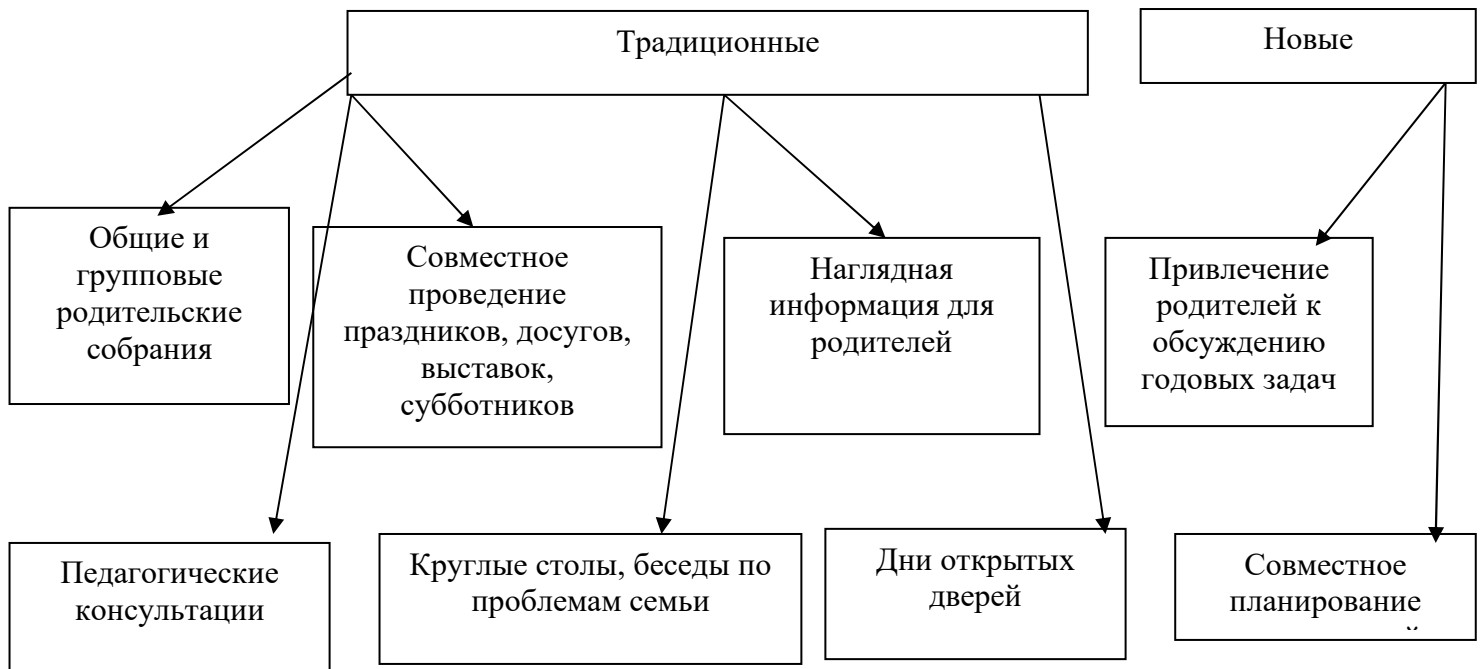 Традиционные
Новые
Общие и
групповые
родительские
собрания
Совместное
проведение
праздников, досугов,
выставок,
субботников
Наглядная
информация для
родителей
Привлечение
родителей к
обсуждению
годовых задач
Педагогические
консультации
Круглые столы, беседы по
проблемам семьи
Дни открытых
дверей
Совместное
планирование